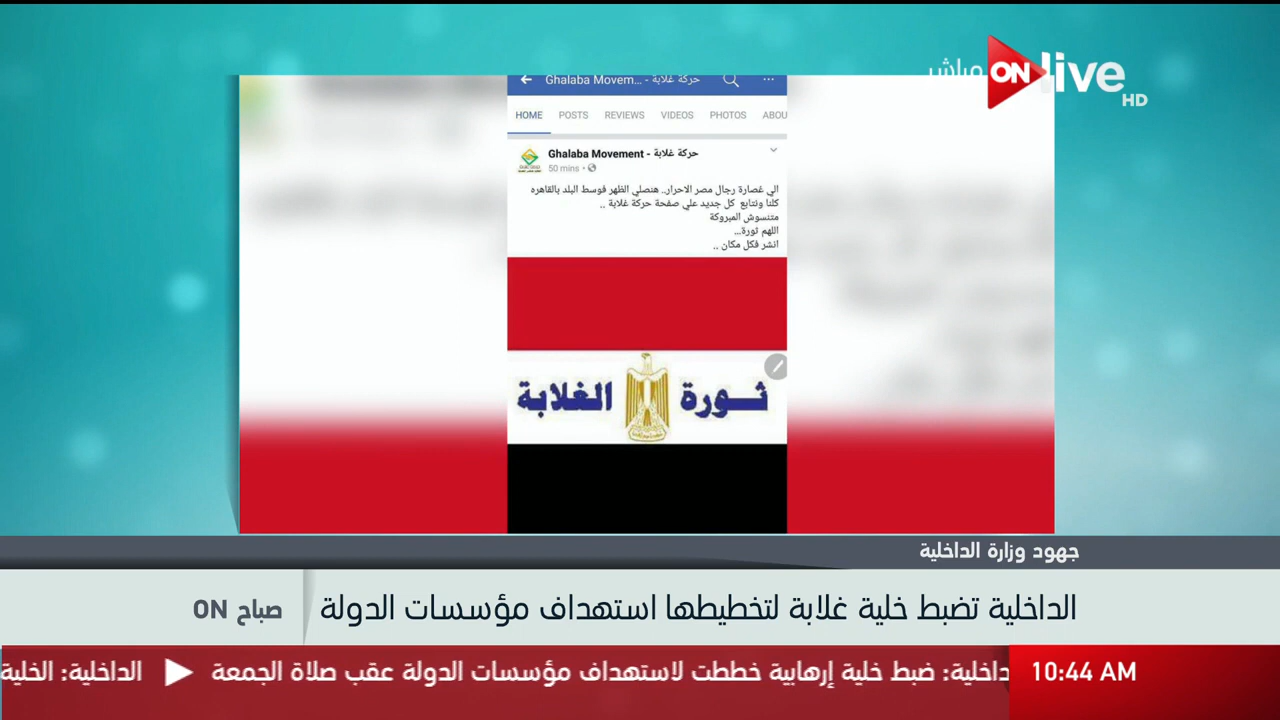 مباشر ON live HD
Ghalaba Movem... - حركة غلابة
HOME POSTS REVIEWS VIDEOS PHOTOS ABOU
Ghalaba Movement - حركة غلابة
50 mins
الي غصارة رجال مصر الاحرار.. هنصلي الظهر فوسط البلد بالقاهره
كلنا ونتابع كل جديد علي صفحة حركة غلابة ..
متنسوش المبروكة
اللهم ثورة...
انشر فكل مكان ..
ثورة الغلابة
جهود وزارة الداخلية
الداخلية تضبط خلية غلابة لتخطيطها استهداف مؤسسات الدولة
صباح ON
داخلية: ضبط خلية إرهابية خططت لاستهداف مؤسسات الدولة عقب صلاة الجمعة ◀ الداخلية: الخلية
10:44 AM